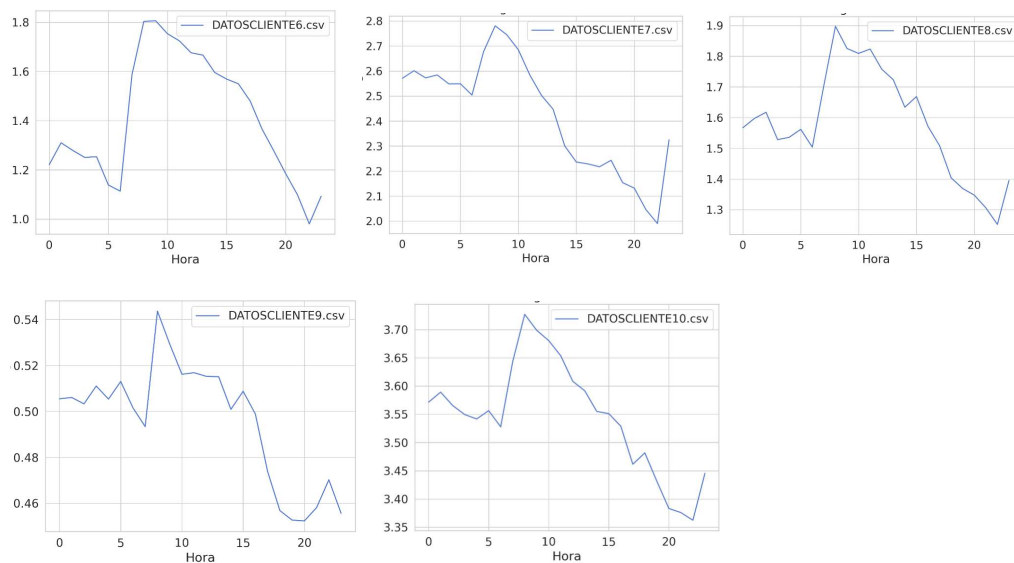 DATOSCLIENTE6.csv
1.8
1.6
1.4
1.2
1.0
0 5 10 15 20
Hora
DATOSCLIENTE7.csv
2.8
2.7
2.6
2.5
2.4
2.3
2.2
2.1
2.0
0 5 10 15 20
Hora
DATOSCLIENTE8.csv
1.9
1.8
1.7
1.6
1.5
1.4
1.3
0 5 10 15 20
Hora
DATOSCLIENTE9.csv
0.54
0.52
0.50
0.48
0.46
0 5 10 15 20
Hora
DATOSCLIENTE10.csv
3.70
3.65
3.60
3.55
3.50
3.45
3.40
3.35
0 5 10 15 20
Hora